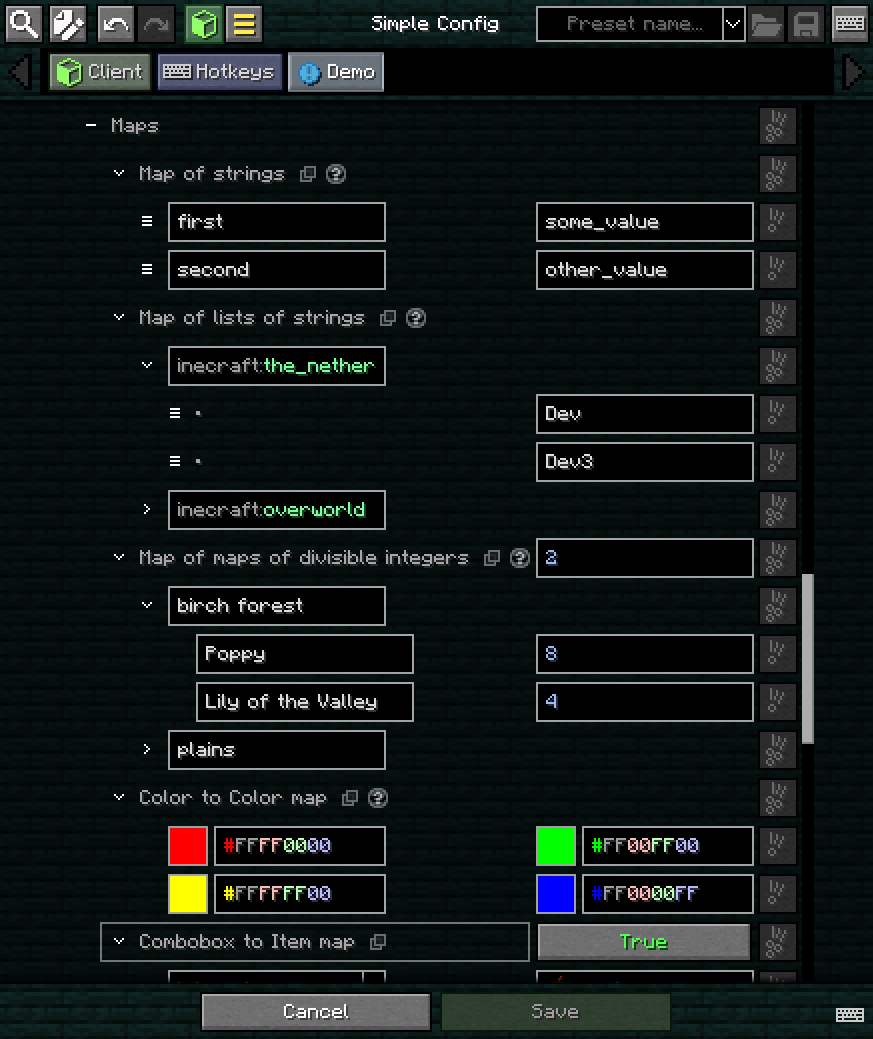 Simple Config
Preset name...
Client
Hotkeys
Demo
Maps
Map of strings
first
some_value
second
other_value
Map of lists of strings
inecraft:the_nether
Dev
Dev3
inecraft:overworld
Map of maps of divisible integers
2
birch forest
Poppy
8
Lily of the Valley
4
plains
Color to Color map
#FFFF0000
#FF00FF00
#FFFFFF00
#FF0000FF
Combobox to Item map
True
Cancel
Save